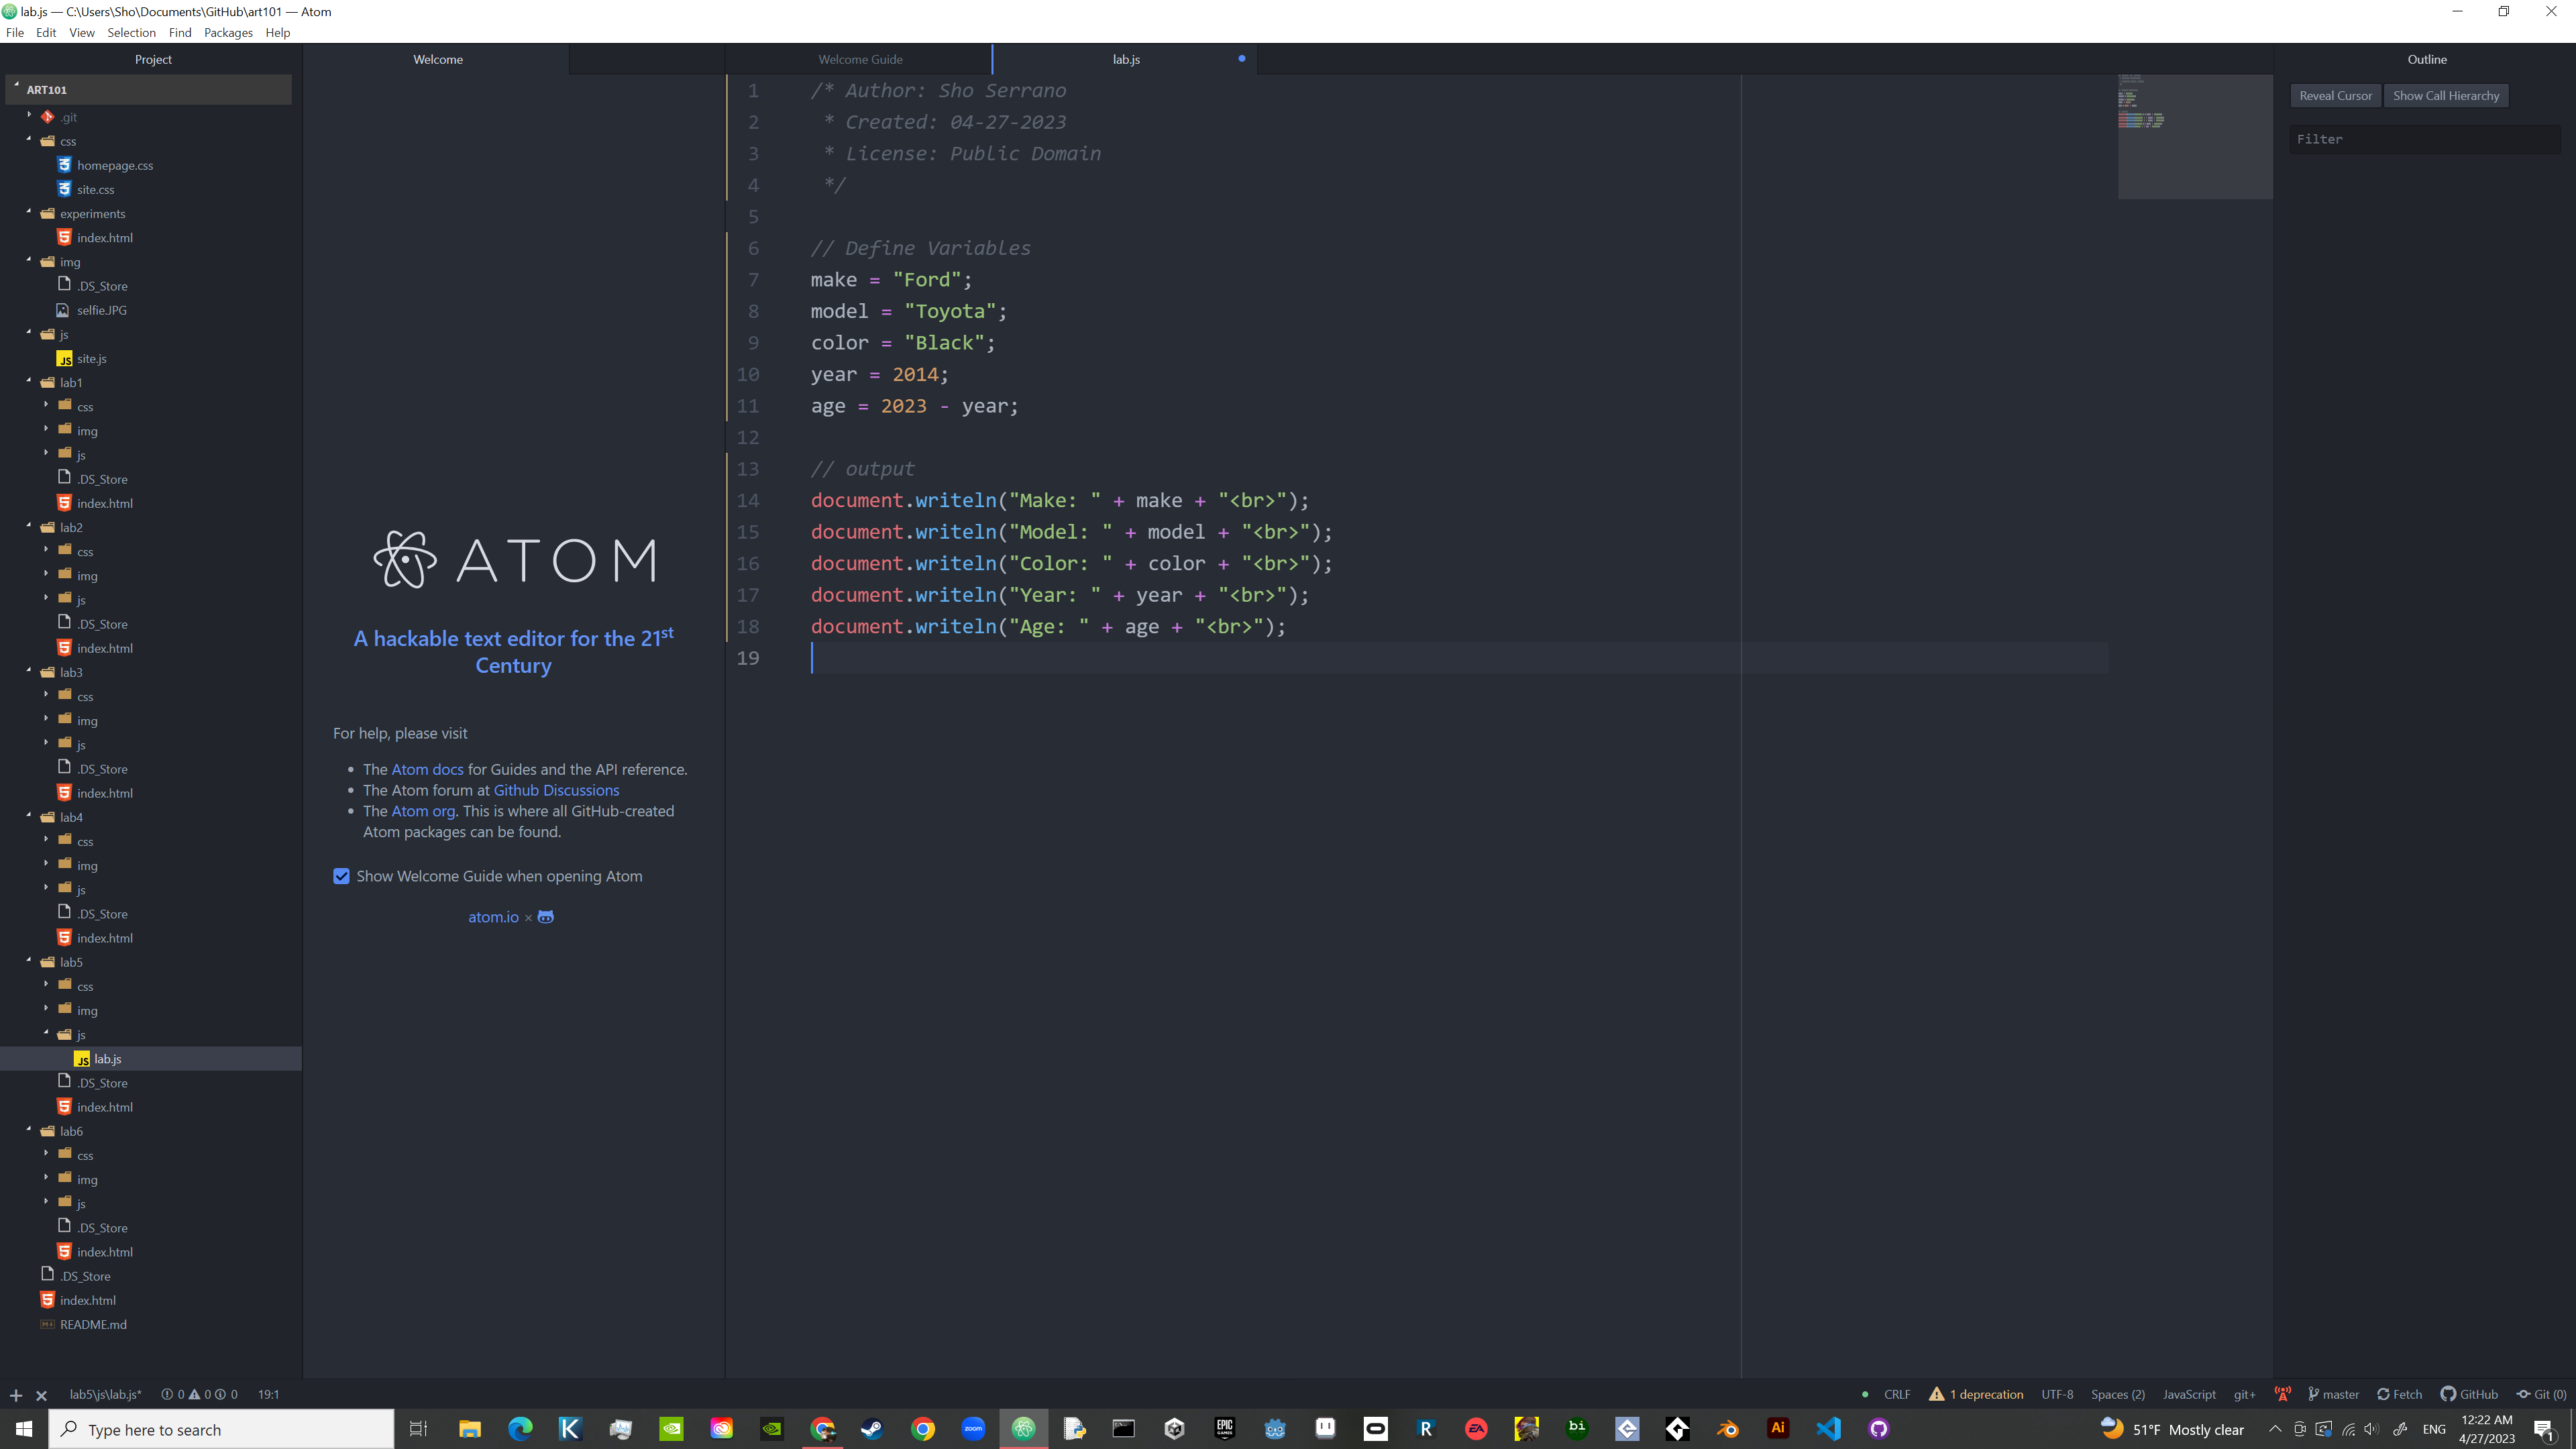 lab.js — C:\Users\Sho\Documents\GitHub\art101 — Atom
File Edit View Selection Find Packages Help
Project
ART101
.git
css
homepage.css
site.css
experiments
index.html
img
.DS_Store
selfie.JPG
js
site.js
lab1
css
img
js
.DS_Store
index.html
lab2
css
img
js
.DS_Store
index.html
lab3
css
img
js
.DS_Store
index.html
lab4
css
img
js
.DS_Store
index.html
lab5
css
img
js
lab.js
.DS_Store
index.html
lab6
css
img
js
.DS_Store
index.html
.DS_Store
index.html
README.md
Welcome
ATOM
A hackable text editor for the 21st
Century
For help, please visit
The Atom docs for Guides and the API reference.
The Atom forum at Github Discussions
The Atom org. This is where all GitHub-created
Atom packages can be found.
Show Welcome Guide when opening Atom
atom.io ×
Welcome Guide lab.js
1 /* Author: Sho Serrano
2 * Created: 04-27-2023
3 * License: Public Domain
4 */
5
6 // Define Variables
7 make = "Ford";
8 model = "Toyota";
9 color = "Black";
10 year = 2014;
11 age = 2023 - year;
12
13 // output
14 document.writeln("Make: " + make + "<br>");
15 document.writeln("Model: " + model + "<br>");
16 document.writeln("Color: " + color + "<br>");
17 document.writeln("Year: " + year + "<br>");
18 document.writeln("Age: " + age + "<br>");
19
Outline
Reveal Cursor Show Call Hierarchy
Filter
lab5\js\lab.js* 0 0 0 19:1
CRLF 1 deprecation UTF-8 Spaces (2) JavaScript git+ master Fetch GitHub Git (0)
Type here to search
zoom
EPIC GAMES
R
EA
bi
Ai
51°F Mostly clear
ENG
12:22 AM
4/27/2023
1